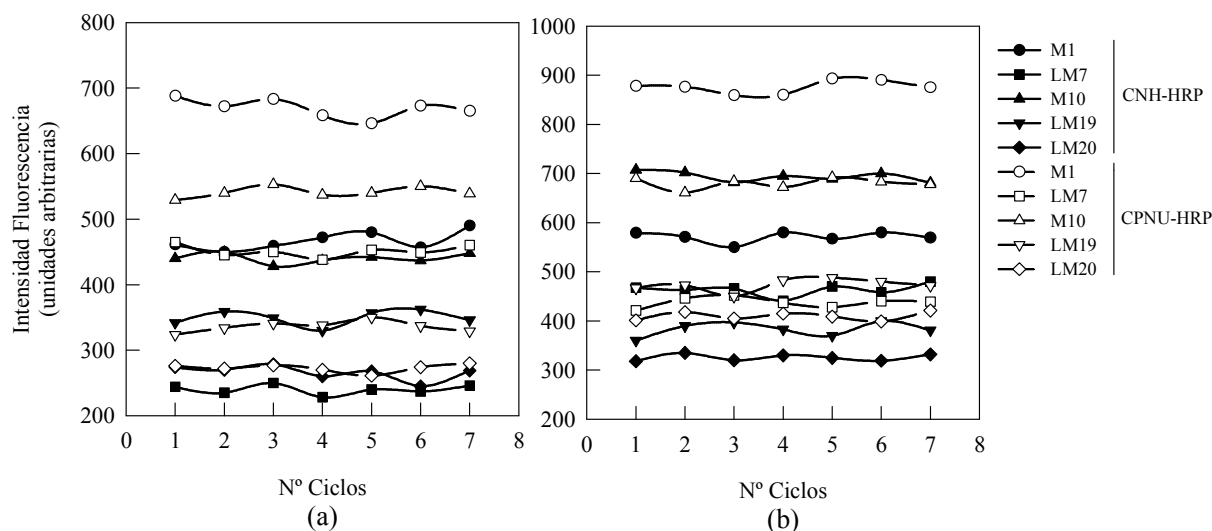 Intensidad Fluorescencia
(unidades arbitrarias)
800
700
600
500
400
300
200
0 1 2 3 4 5 6 7 8
Nº Ciclos
(a)
1000
900
800
700
600
500
400
300
200
0 1 2 3 4 5 6 7 8
Nº Ciclos
(b)
M1
LM7
M10
LM19
LM20
CNH-HRP
M1
LM7
M10
LM19
LM20
CPNU-HRP